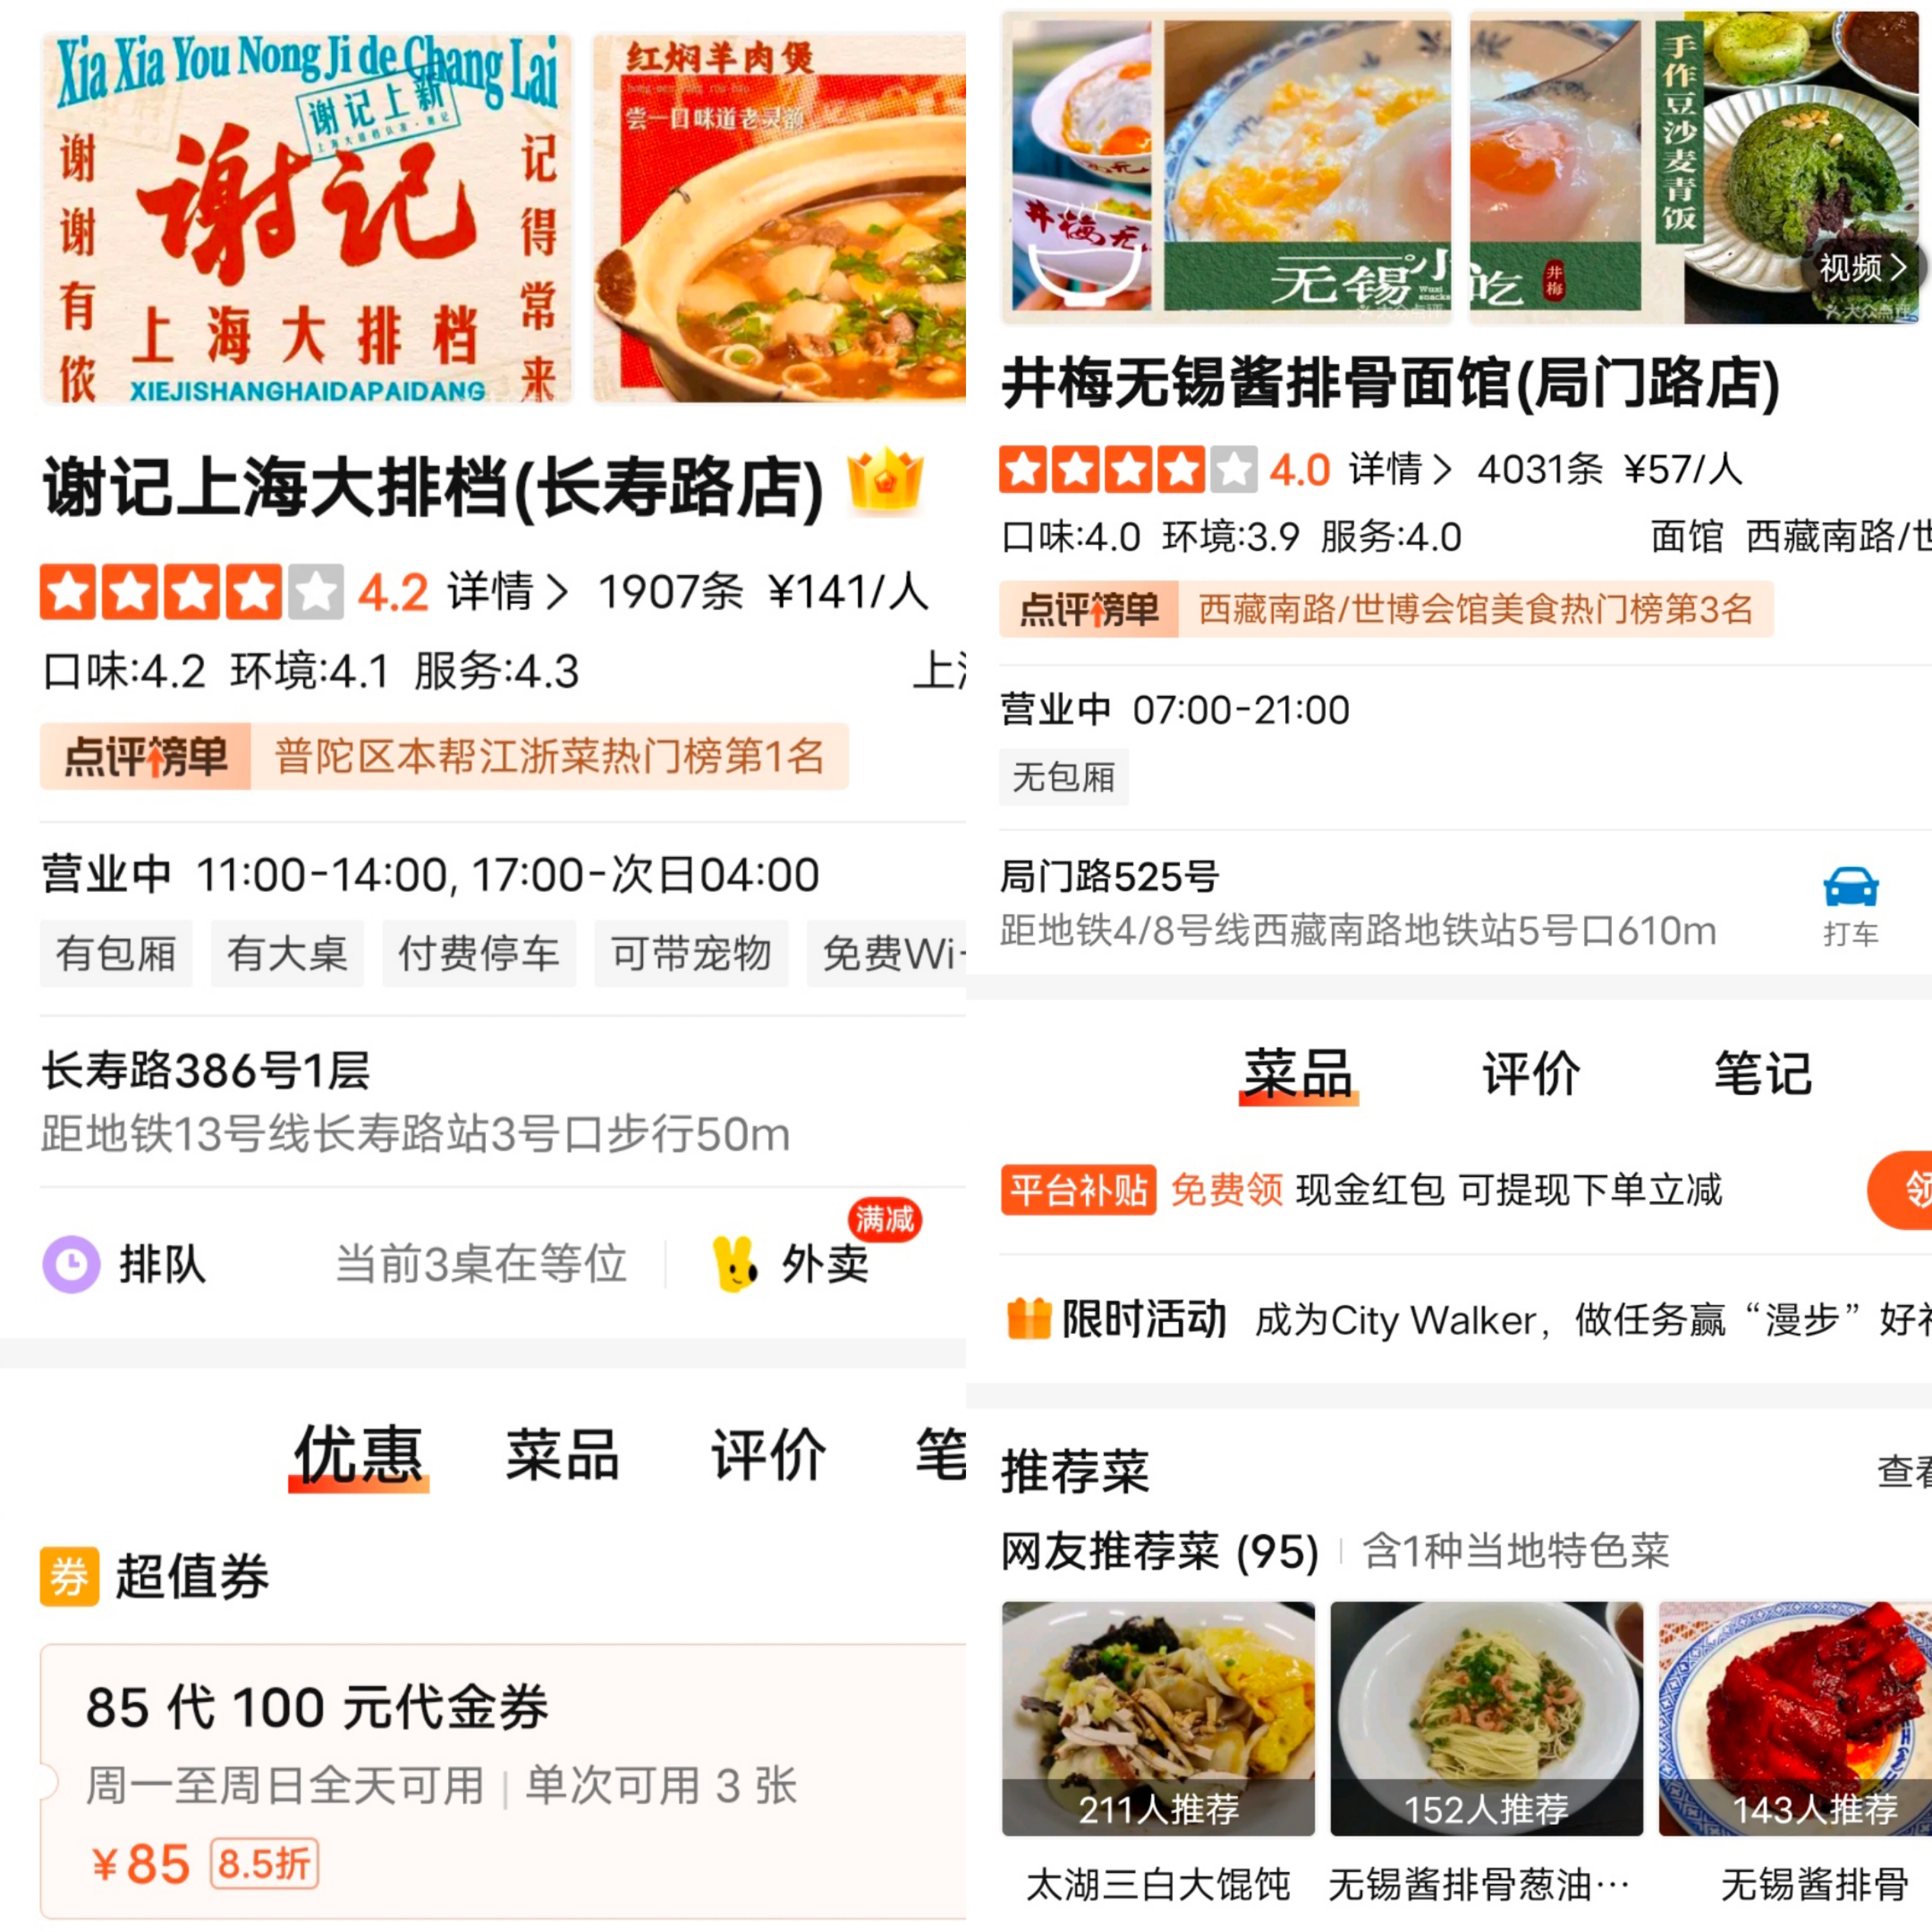 Xia Xia You Nong Ji de Chang Lai
谢记上新
谢谢有侬
谢记
记得常来
上海大排档
XIEJISHANGHAIDAPAIDANG
红焖羊肉煲
尝一口味道老灵额
谢记上海大排档(长寿路店)
4.2 详情> 1907条 ¥141/人
口味:4.2 环境:4.1 服务:4.3
点评榜单 普陀区本帮江浙菜热门榜第1名
营业中 11:00-14:00, 17:00-次日04:00
有包厢 有大桌 付费停车 可带宠物 免费Wi-
长寿路386号1层
距地铁13号线长寿路站3号口步行50m
满减
排队 当前3桌在等位 外卖
优惠 菜品 评价 笔
券 超值券
85 代 100 元代金券
周一至周日全天可用 | 单次可用 3 张
¥85 8.5折
井梅
无锡小吃
Wuxi snacks
井梅
手作豆沙麦青饭
视频>
大众点评
井梅无锡酱排骨面馆(局门路店)
4.0 详情> 4031条 ¥57/人
口味:4.0 环境:3.9 服务:4.0 面馆 西藏南路/世
点评榜单 西藏南路/世博会馆美食热门榜第3名
营业中 07:00-21:00
无包厢
局门路525号
距地铁4/8号线西藏南路地铁站5号口610m
打车
菜品 评价 笔记
平台补贴 免费领 现金红包 可提现下单立减 领
限时活动 成为City Walker，做任务赢“漫步”好礼
推荐菜 查看
网友推荐菜 (95) | 含1种当地特色菜
211人推荐 152人推荐 143人推荐
太湖三白大馄饨 无锡酱排骨葱油… 无锡酱排骨